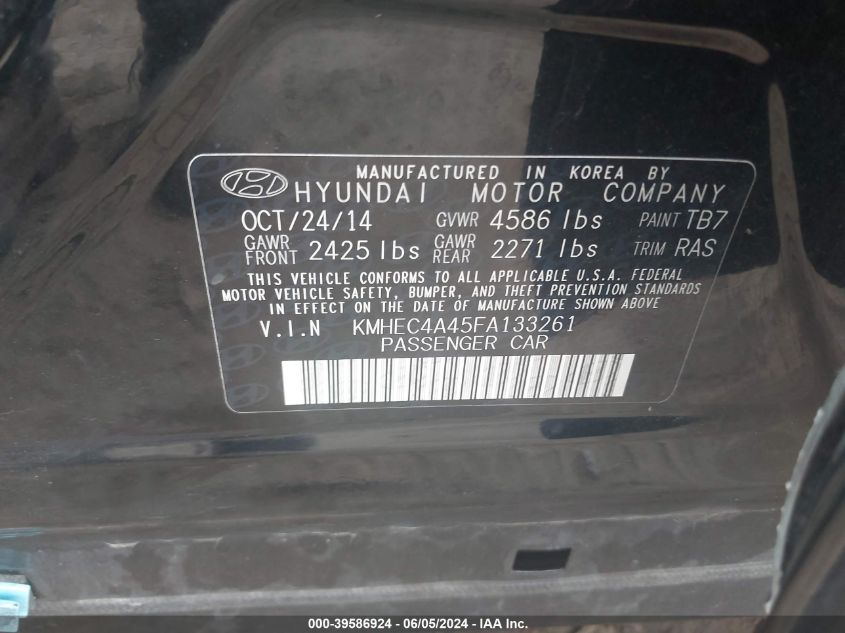 MANUFACTURED IN KOREA BY
HYUNDAI MOTOR COMPANY
OCT/24/14 GVWR 4586 lbs PAINT TB7
GAWR FRONT 2425 lbs GAWR REAR 2271 lbs TRIM RAS
THIS VEHICLE CONFORMS TO ALL APPLICABLE U.S.A. FEDERAL
MOTOR VEHICLE SAFETY, BUMPER, AND THEFT PREVENTION STANDARDS
IN EFFECT ON THE DATE OF MANUFACTURE SHOWN ABOVE
V.I.N KMHEC4A45FA133261
PASSENGER CAR
000-39586924 - 06/05/2024 - IAA Inc.